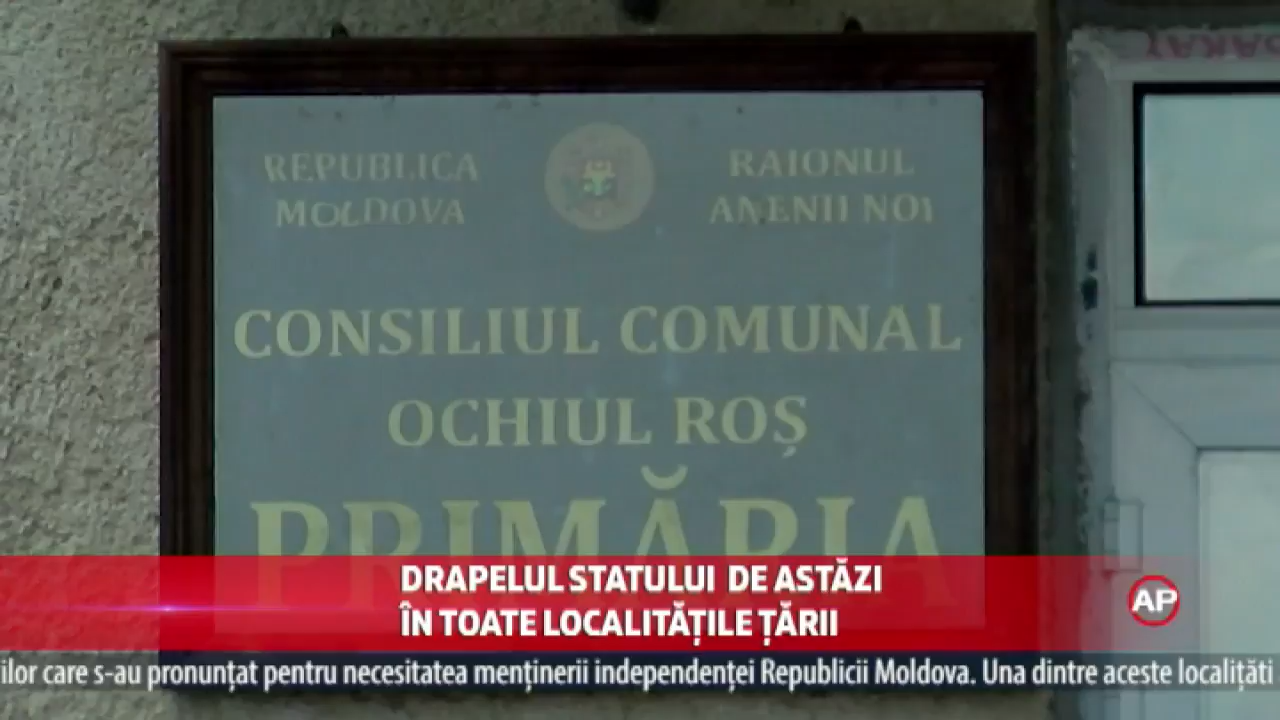 REPUBLICA
MOLDOVA
RAIONUL
ANENII NOI
CONSILIUL COMUNAL
OCHIUL ROȘ
PRIMĂRIA
DRAPELUL STATULUI DE ASTĂZI
ÎN TOATE LOCALITĂȚILE ȚĂRII
AP
iilor care s-au pronunțat pentru necesitatea menținerii independenței Republicii Moldova. Una dintre aceste localități